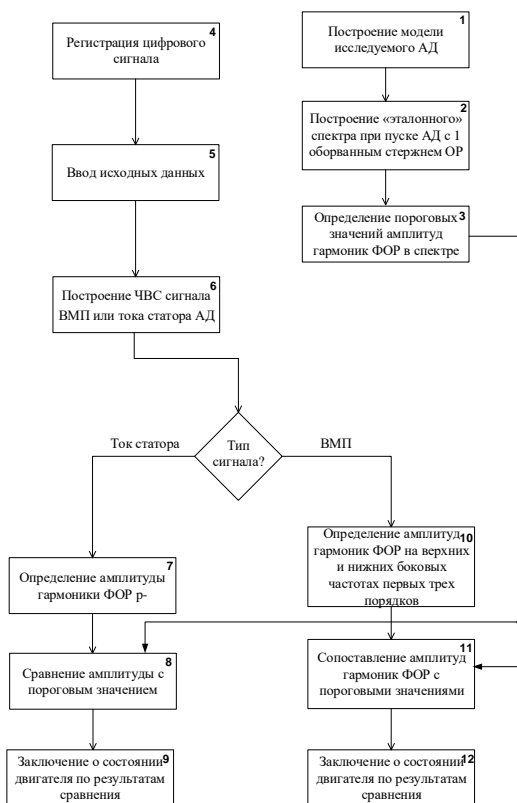 1
Построение модели
исследуемого АД
2
Построение «эталонного»
спектра при пуске АД с 1
оборванным стержнем ОР
3
Определение пороговых
значений амплитуд
гармоник ФОР в спектре
4
Регистрация цифрового
сигнала
5
Ввод исходных данных
6
Построение ЧВС сигнала
ВМП или тока статора АД
Тип
сигнала?
Ток статора
ВМП
7
Определение амплитуды
гармоники ФОР p-
8
Сравнение амплитуды с
пороговым значением
9
Заключение о состоянии
двигателя по результатам
сравнения
10
Определение амплитуд
гармоник ФОР на верхних
и нижних боковых
частотах первых трех
порядков
11
Сопоставление амплитуд
гармоник ФОР с
пороговыми значениями
12
Заключение о состоянии
двигателя по результатам
сравнения